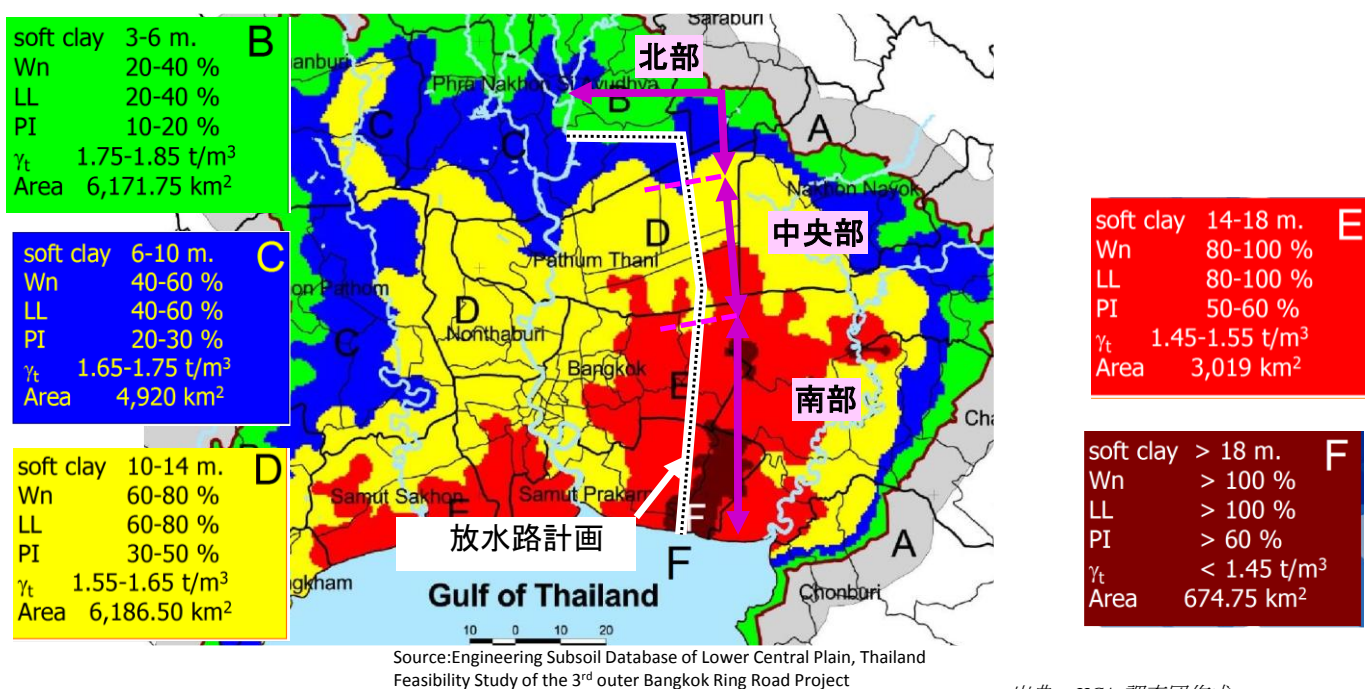 soft clay 3-6 m. B
Wn 20-40 %
LL 20-40 %
PI 10-20 %
γt 1.75-1.85 t/m3
Area 6,171.75 km2
soft clay 6-10 m. C
Wn 40-60 %
LL 40-60 %
PI 20-30 %
γt 1.65-1.75 t/m3
Area 4,920 km2
soft clay 10-14 m. D
Wn 60-80 %
LL 60-80 %
PI 30-50 %
γt 1.55-1.65 t/m3
Area 6,186.50 km2
Saraburi
北部
Phra Nakhon Si Ayudhya
B
A
C
C
Nakhon Nayok
D
中央部
Pathum Thani
D
Nonthaburi
C
Bangkok
E
南部
Samut Sakhon
E
Samut Prakarn
F
放水路計画
F
A
Gulf of Thailand
Chonburi
10 0 10 20
Source:Engineering Subsoil Database of Lower Central Plain, Thailand
Feasibility Study of the 3rd outer Bangkok Ring Road Project
soft clay 14-18 m. E
Wn 80-100 %
LL 80-100 %
PI 50-60 %
γt 1.45-1.55 t/m3
Area 3,019 km2
soft clay > 18 m. F
Wn > 100 %
LL > 100 %
PI > 60 %
γt < 1.45 t/m3
Area 674.75 km2